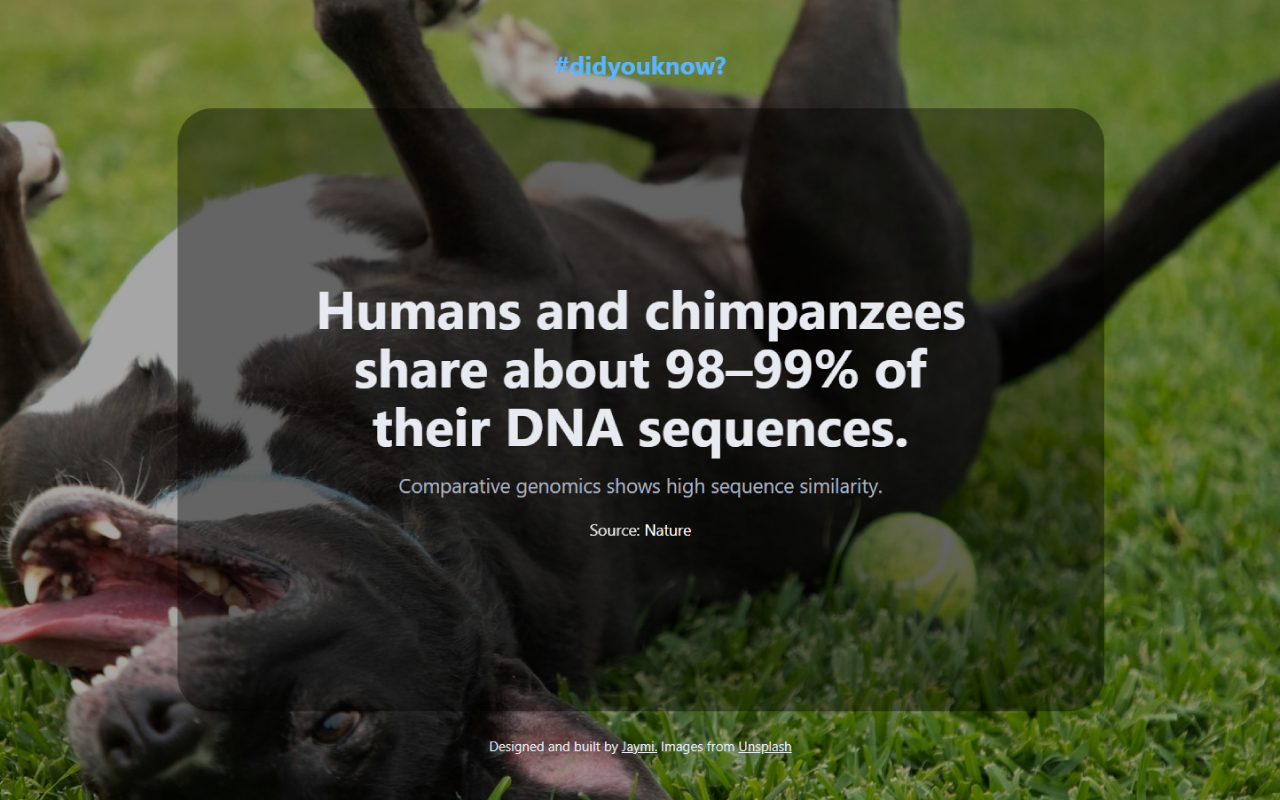 #didyouknow?
Humans and chimpanzees
share about 98–99% of
their DNA sequences.
Comparative genomics shows high sequence similarity.
Source: Nature
Designed and built by Jaymi. Images from Unsplash